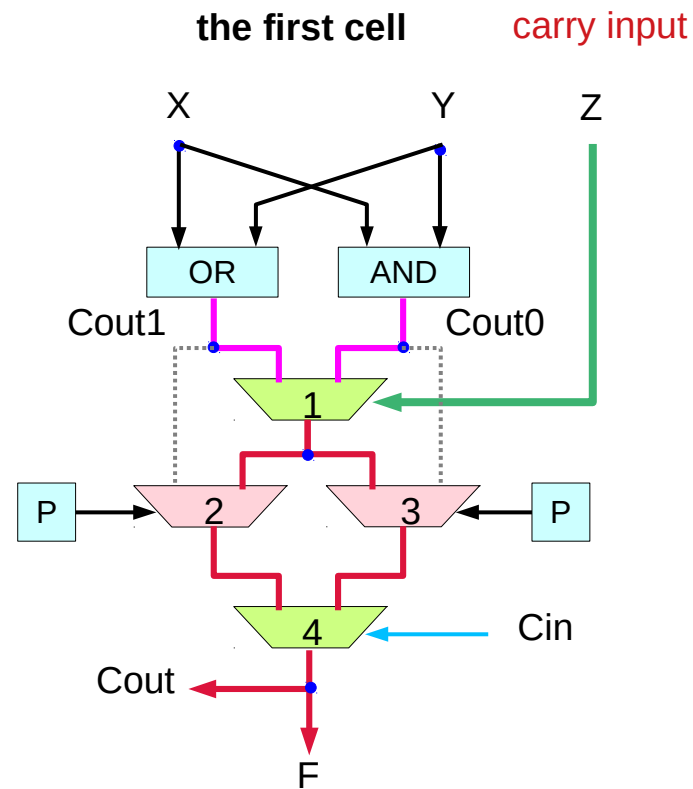 the first cell
carry input
X
Y
Z
OR
AND
Cout1
Cout0
1
P
2
3
P
4
Cin
Cout
F